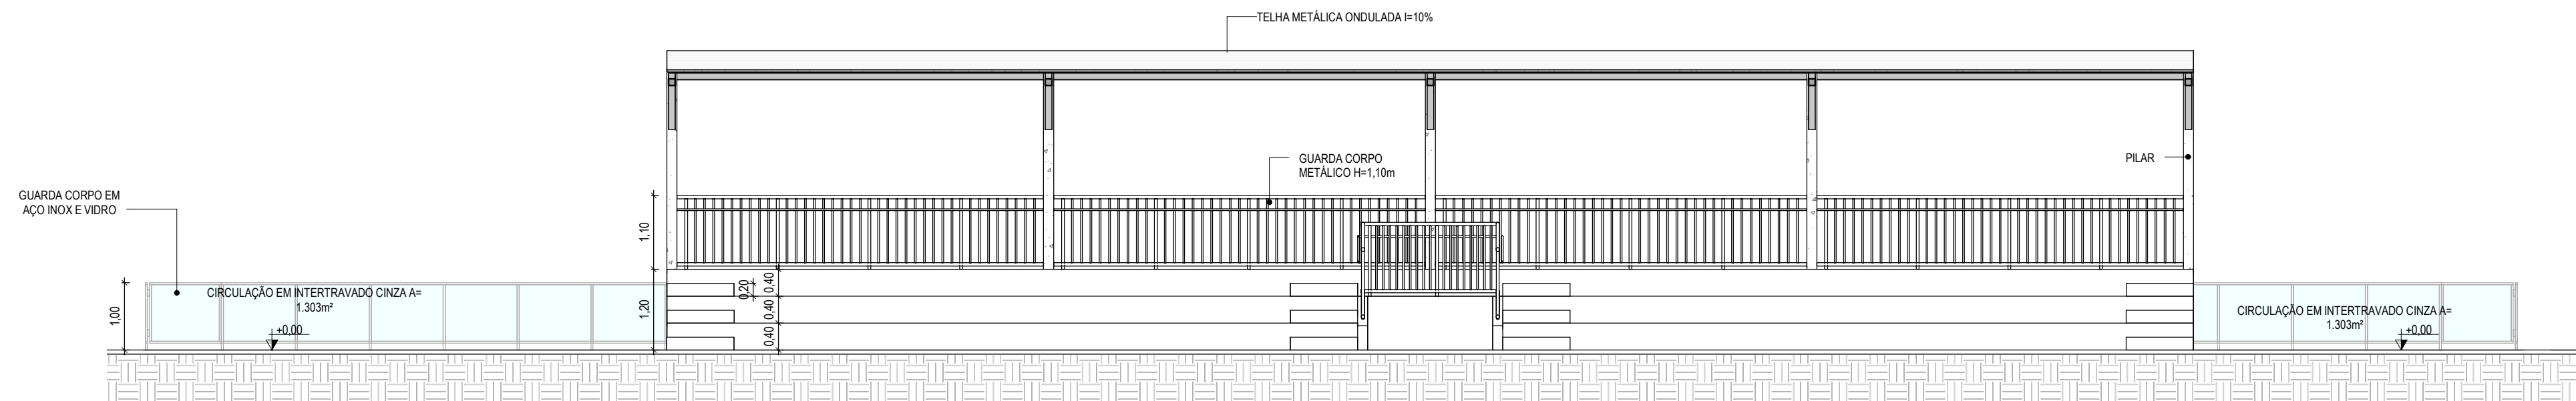 TELHA METÁLICA ONDULADA I=10%
GUARDA CORPO
METÁLICO H=1,10m
PILAR
GUARDA CORPO EM
AÇO INOX E VIDRO
1,10
0,20
0,40
0,40
0,40
1,20
1,00
CIRCULAÇÃO EM INTERTRAVADO CINZA A=
1.303m²
+0,00
CIRCULAÇÃO EM INTERTRAVADO CINZA A=
1.303m²
+0,00